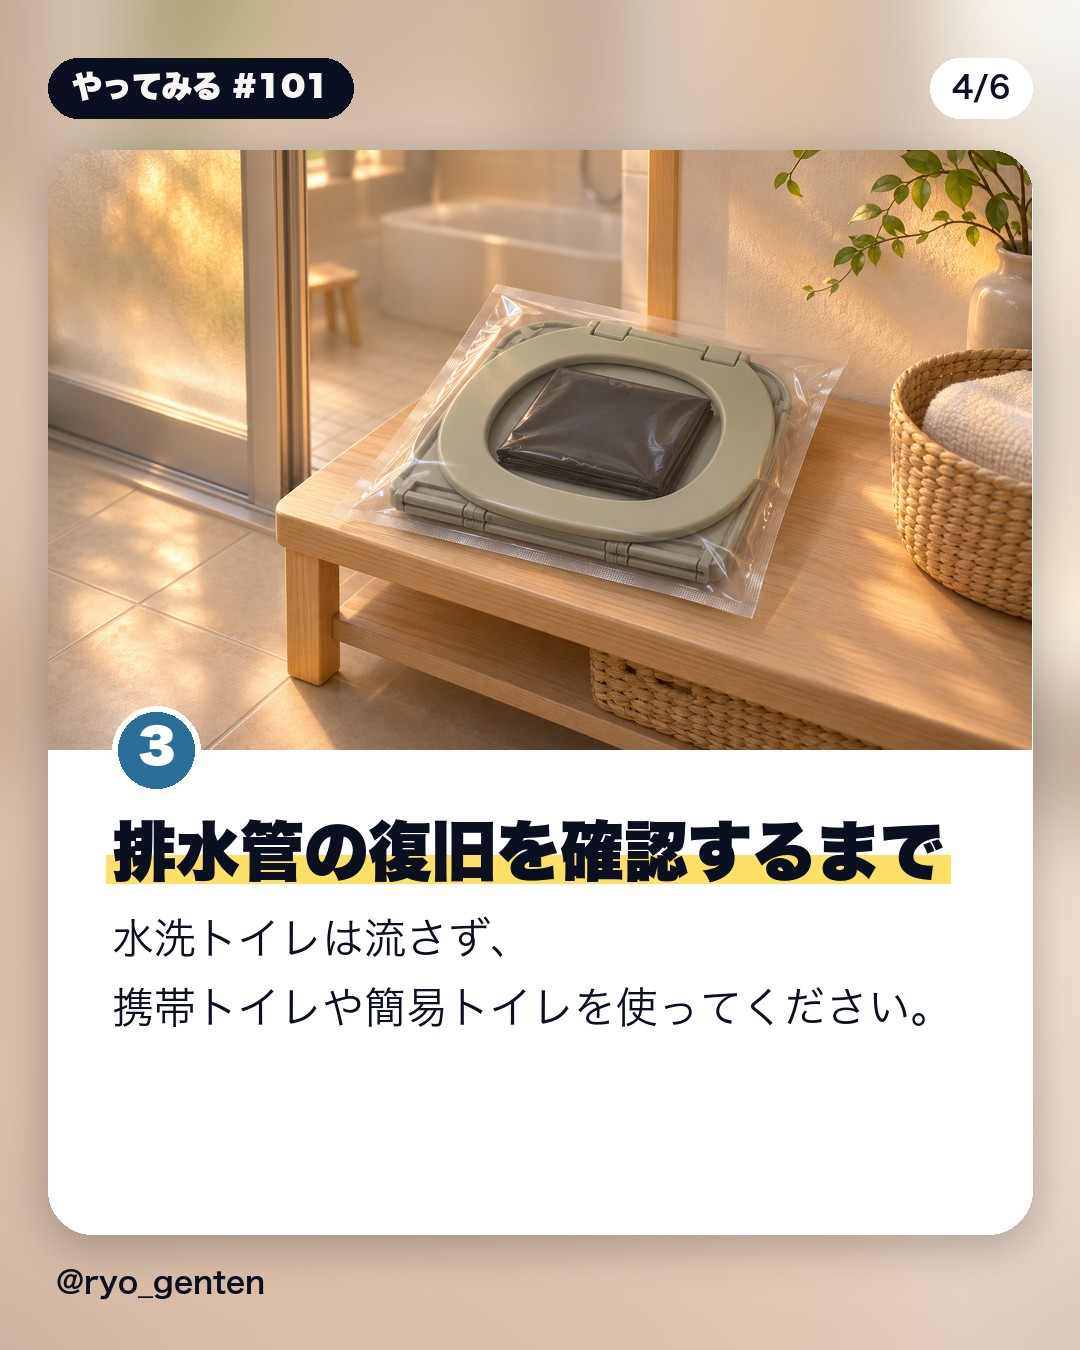 やってみる #101
4/6
3
排水管の復旧を確認するまで
水洗トイレは流さず、
携帯トイレや簡易トイレを使ってください。
@ryo_genten